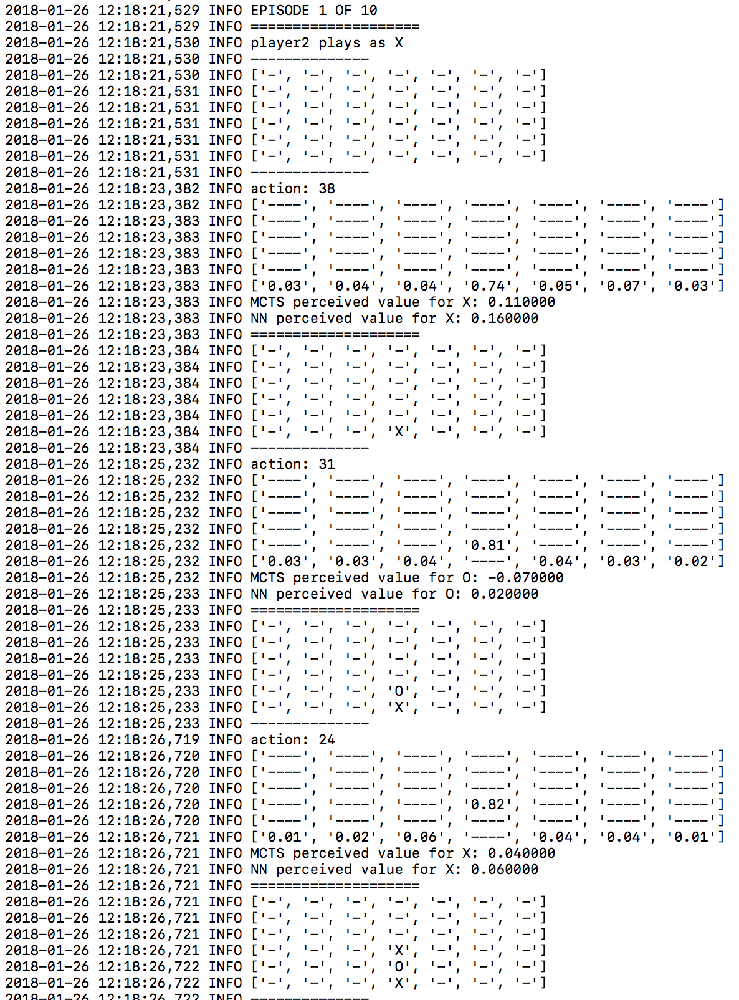 2018-01-26 12:18:21,529 INFO EPISODE 1 OF 10
2018-01-26 12:18:21,529 INFO ====================
2018-01-26 12:18:21,530 INFO player2 plays as X
2018-01-26 12:18:21,530 INFO --------------
2018-01-26 12:18:21,530 INFO ['-', '-', '-', '-', '-', '-', '-']
2018-01-26 12:18:21,531 INFO ['-', '-', '-', '-', '-', '-', '-']
2018-01-26 12:18:21,531 INFO ['-', '-', '-', '-', '-', '-', '-']
2018-01-26 12:18:21,531 INFO ['-', '-', '-', '-', '-', '-', '-']
2018-01-26 12:18:21,531 INFO ['-', '-', '-', '-', '-', '-', '-']
2018-01-26 12:18:21,531 INFO ['-', '-', '-', '-', '-', '-', '-']
2018-01-26 12:18:21,531 INFO --------------
2018-01-26 12:18:23,382 INFO action: 38
2018-01-26 12:18:23,382 INFO ['----', '----', '----', '----', '----', '----', '----']
2018-01-26 12:18:23,383 INFO ['----', '----', '----', '----', '----', '----', '----']
2018-01-26 12:18:23,383 INFO ['----', '----', '----', '----', '----', '----', '----']
2018-01-26 12:18:23,383 INFO ['----', '----', '----', '----', '----', '----', '----']
2018-01-26 12:18:23,383 INFO ['----', '----', '----', '----', '----', '----', '----']
2018-01-26 12:18:23,383 INFO ['0.03', '0.04', '0.04', '0.74', '0.05', '0.07', '0.03']
2018-01-26 12:18:23,383 INFO MCTS perceived value for X: 0.110000
2018-01-26 12:18:23,383 INFO NN perceived value for X: 0.160000
2018-01-26 12:18:23,383 INFO ====================
2018-01-26 12:18:23,384 INFO ['-', '-', '-', '-', '-', '-', '-']
2018-01-26 12:18:23,384 INFO ['-', '-', '-', '-', '-', '-', '-']
2018-01-26 12:18:23,384 INFO ['-', '-', '-', '-', '-', '-', '-']
2018-01-26 12:18:23,384 INFO ['-', '-', '-', '-', '-', '-', '-']
2018-01-26 12:18:23,384 INFO ['-', '-', '-', '-', '-', '-', '-']
2018-01-26 12:18:23,384 INFO ['-', '-', '-', 'X', '-', '-', '-']
2018-01-26 12:18:23,384 INFO --------------
2018-01-26 12:18:25,232 INFO action: 31
2018-01-26 12:18:25,232 INFO ['----', '----', '----', '----', '----', '----', '----']
2018-01-26 12:18:25,232 INFO ['----', '----', '----', '----', '----', '----', '----']
2018-01-26 12:18:25,232 INFO ['----', '----', '----', '----', '----', '----', '----']
2018-01-26 12:18:25,232 INFO ['----', '----', '----', '----', '----', '----', '----']
2018-01-26 12:18:25,232 INFO ['----', '----', '----', '0.81', '----', '----', '----']
2018-01-26 12:18:25,232 INFO ['0.03', '0.03', '0.04', '----', '0.04', '0.03', '0.02']
2018-01-26 12:18:25,232 INFO MCTS perceived value for O: -0.070000
2018-01-26 12:18:25,233 INFO NN perceived value for O: 0.020000
2018-01-26 12:18:25,233 INFO ====================
2018-01-26 12:18:25,233 INFO ['-', '-', '-', '-', '-', '-', '-']
2018-01-26 12:18:25,233 INFO ['-', '-', '-', '-', '-', '-', '-']
2018-01-26 12:18:25,233 INFO ['-', '-', '-', '-', '-', '-', '-']
2018-01-26 12:18:25,233 INFO ['-', '-', '-', '-', '-', '-', '-']
2018-01-26 12:18:25,233 INFO ['-', '-', '-', 'O', '-', '-', '-']
2018-01-26 12:18:25,233 INFO ['-', '-', '-', 'X', '-', '-', '-']
2018-01-26 12:18:25,233 INFO --------------
2018-01-26 12:18:26,719 INFO action: 24
2018-01-26 12:18:26,720 INFO ['----', '----', '----', '----', '----', '----', '----']
2018-01-26 12:18:26,720 INFO ['----', '----', '----', '----', '----', '----', '----']
2018-01-26 12:18:26,720 INFO ['----', '----', '----', '----', '----', '----', '----']
2018-01-26 12:18:26,720 INFO ['----', '----', '----', '0.82', '----', '----', '----']
2018-01-26 12:18:26,720 INFO ['----', '----', '----', '----', '----', '----', '----']
2018-01-26 12:18:26,721 INFO ['0.01', '0.02', '0.06', '----', '0.04', '0.04', '0.01']
2018-01-26 12:18:26,721 INFO MCTS perceived value for X: 0.040000
2018-01-26 12:18:26,721 INFO NN perceived value for X: 0.060000
2018-01-26 12:18:26,721 INFO ====================
2018-01-26 12:18:26,721 INFO ['-', '-', '-', '-', '-', '-', '-']
2018-01-26 12:18:26,721 INFO ['-', '-', '-', '-', '-', '-', '-']
2018-01-26 12:18:26,721 INFO ['-', '-', '-', '-', '-', '-', '-']
2018-01-26 12:18:26,721 INFO ['-', '-', '-', 'X', '-', '-', '-']
2018-01-26 12:18:26,722 INFO ['-', '-', '-', 'O', '-', '-', '-']
2018-01-26 12:18:26,722 INFO ['-', '-', '-', 'X', '-', '-', '-']
2018-01-26 12:18:26,722 INFO --------------